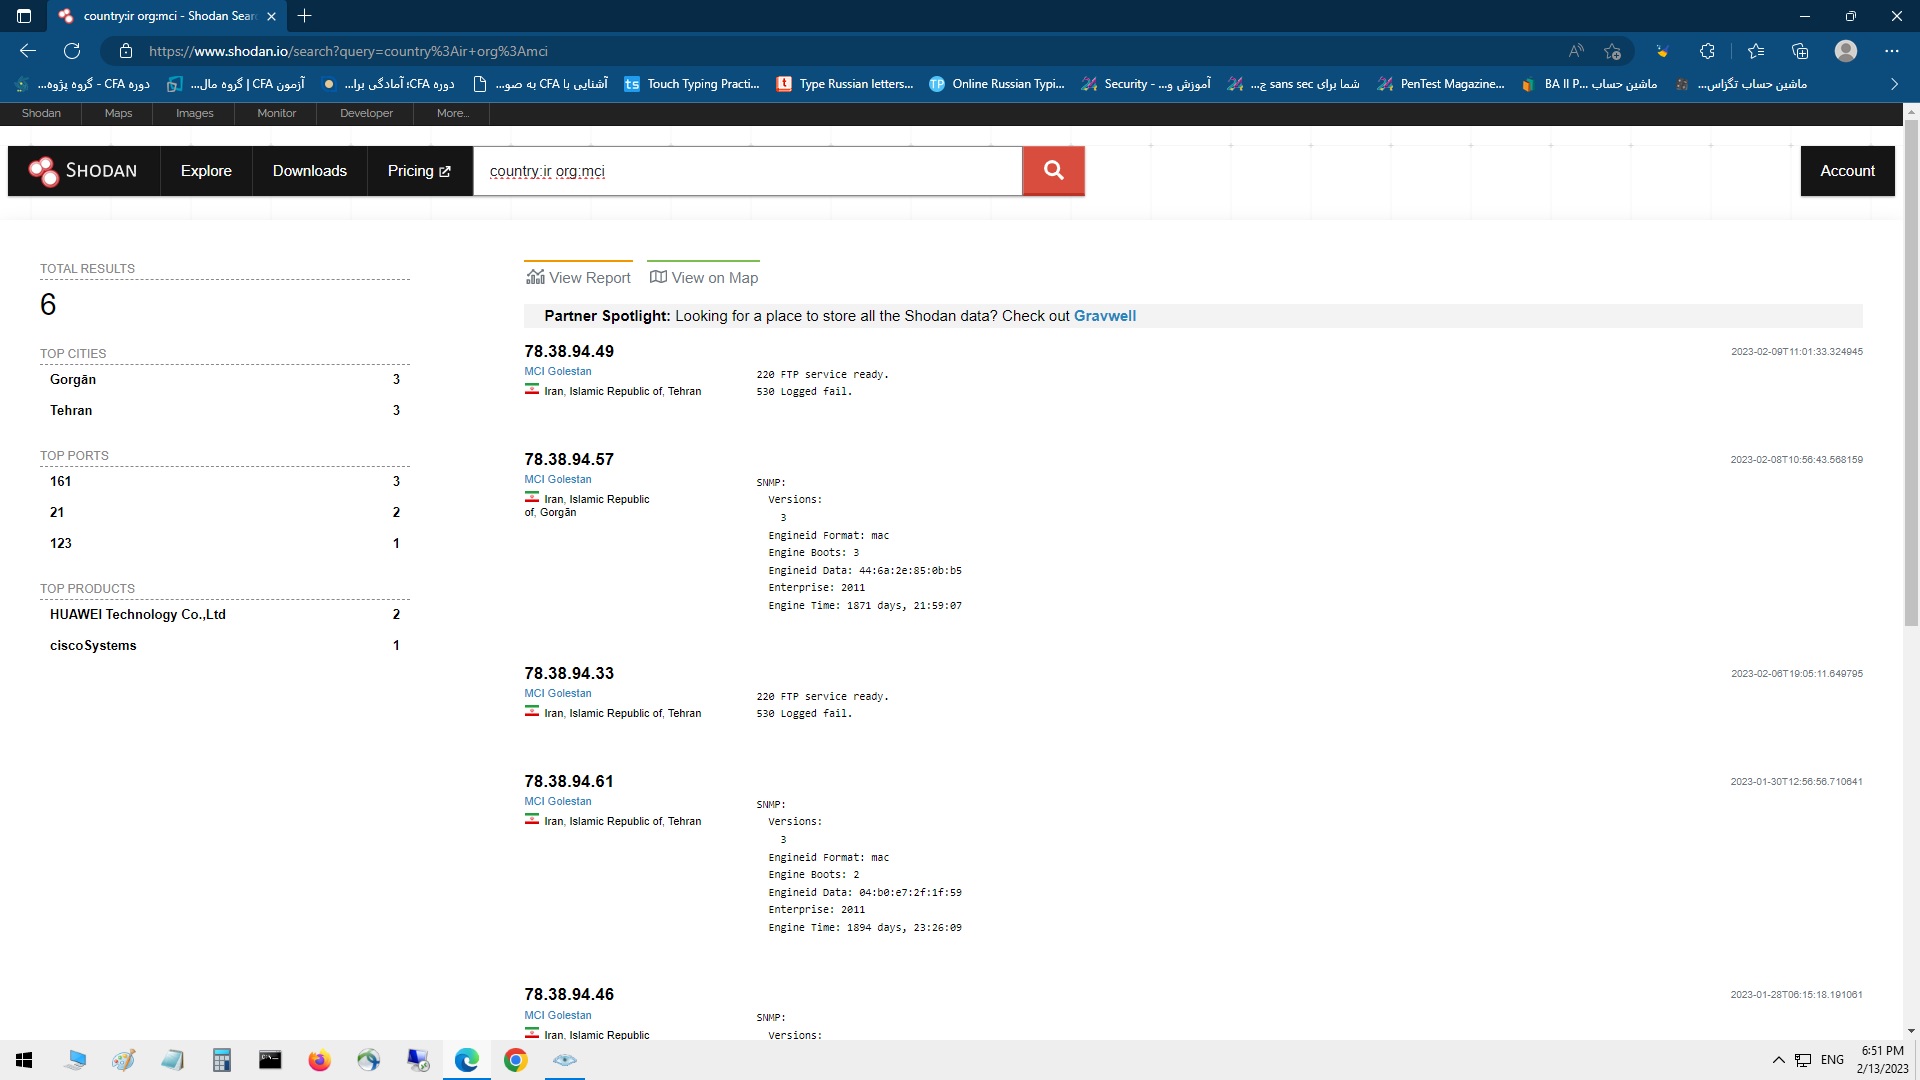 country:ir org:mci - Shodan Sear
https://www.shodan.io/search?query=country%3Air+org%3Amci
دوره CFA - گروه پژوه...
آزمون CFA | گروه مال...
دوره CFA؛ آمادگی برا...
آشنایی با CFA به صو...
Touch Typing Practi...
Type Russian letters...
Online Russian Typi...
Security - آموزش و...
شما برای sans sec ج...
PenTest Magazine...
BA II P... ماشین حساب
ماشین حساب تگزاس...
Shodan Maps Images Monitor Developer More...
SHODAN Explore Downloads Pricing country:ir org:mci Account
TOTAL RESULTS
6
TOP CITIES
Gorgān 3
Tehran 3
TOP PORTS
161 3
21 2
123 1
TOP PRODUCTS
HUAWEI Technology Co.,Ltd 2
ciscoSystems 1
View Report View on Map
Partner Spotlight: Looking for a place to store all the Shodan data? Check out Gravwell
78.38.94.49 2023-02-09T11:01:33.324945
MCI Golestan
Iran, Islamic Republic of, Tehran
220 FTP service ready.
530 Logged fail.
78.38.94.57 2023-02-08T10:56:43.568159
MCI Golestan
Iran, Islamic Republic
of, Gorgān
SNMP:
Versions:
3
Engineid Format: mac
Engine Boots: 3
Engineid Data: 44:6a:2e:85:0b:b5
Enterprise: 2011
Engine Time: 1871 days, 21:59:07
78.38.94.33 2023-02-06T19:05:11.649795
MCI Golestan
Iran, Islamic Republic of, Tehran
220 FTP service ready.
530 Logged fail.
78.38.94.61 2023-01-30T12:56:56.710641
MCI Golestan
Iran, Islamic Republic of, Tehran
SNMP:
Versions:
3
Engineid Format: mac
Engine Boots: 2
Engineid Data: 04:b0:e7:2f:1f:59
Enterprise: 2011
Engine Time: 1894 days, 23:26:09
78.38.94.46 2023-01-28T06:15:18.191061
MCI Golestan
Iran, Islamic Republic
SNMP:
Versions:
ENG
6:51 PM
2/13/2023